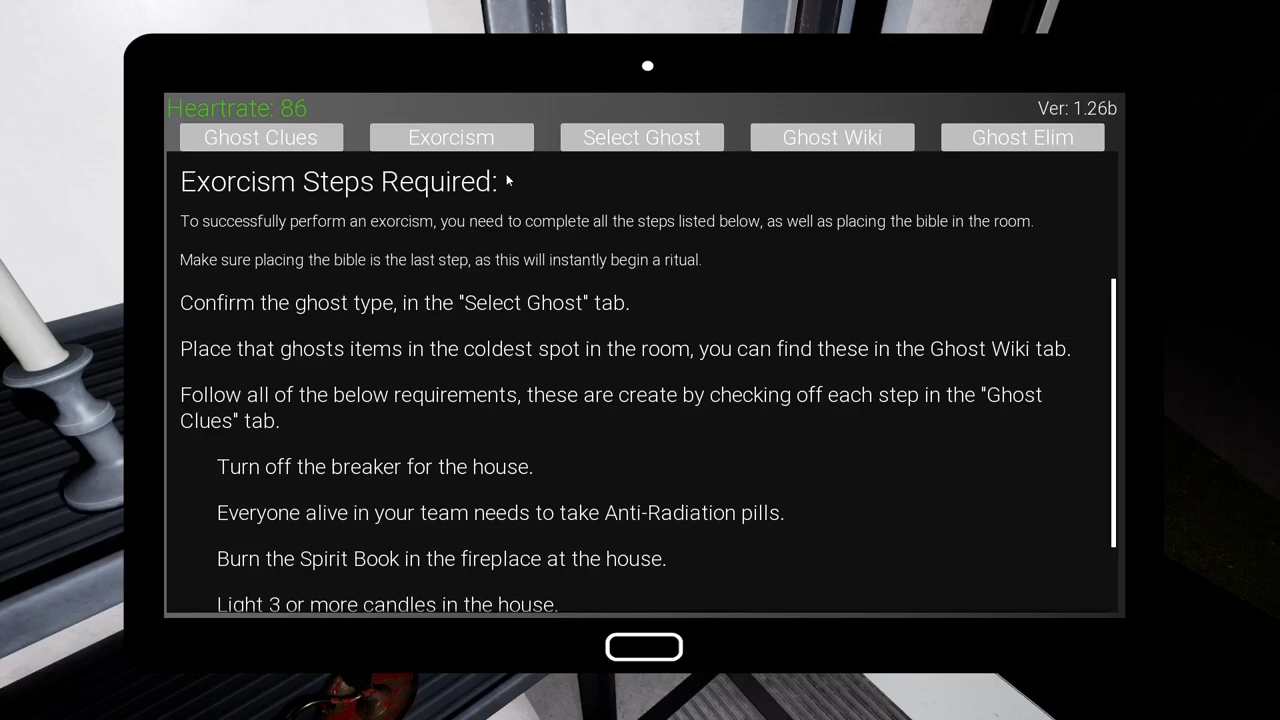 Heartrate: 86
Ver: 1.26b
Ghost Clues
Exorcism
Select Ghost
Ghost Wiki
Ghost Elim
Exorcism Steps Required:
To successfully perform an exorcism, you need to complete all the steps listed below, as well as placing the bible in the room.
Make sure placing the bible is the last step, as this will instantly begin a ritual.
Confirm the ghost type, in the "Select Ghost" tab.
Place that ghosts items in the coldest spot in the room, you can find these in the Ghost Wiki tab.
Follow all of the below requirements, these are create by checking off each step in the "Ghost
Clues" tab.
Turn off the breaker for the house.
Everyone alive in your team needs to take Anti-Radiation pills.
Burn the Spirit Book in the fireplace at the house.
Light 3 or more candles in the house.